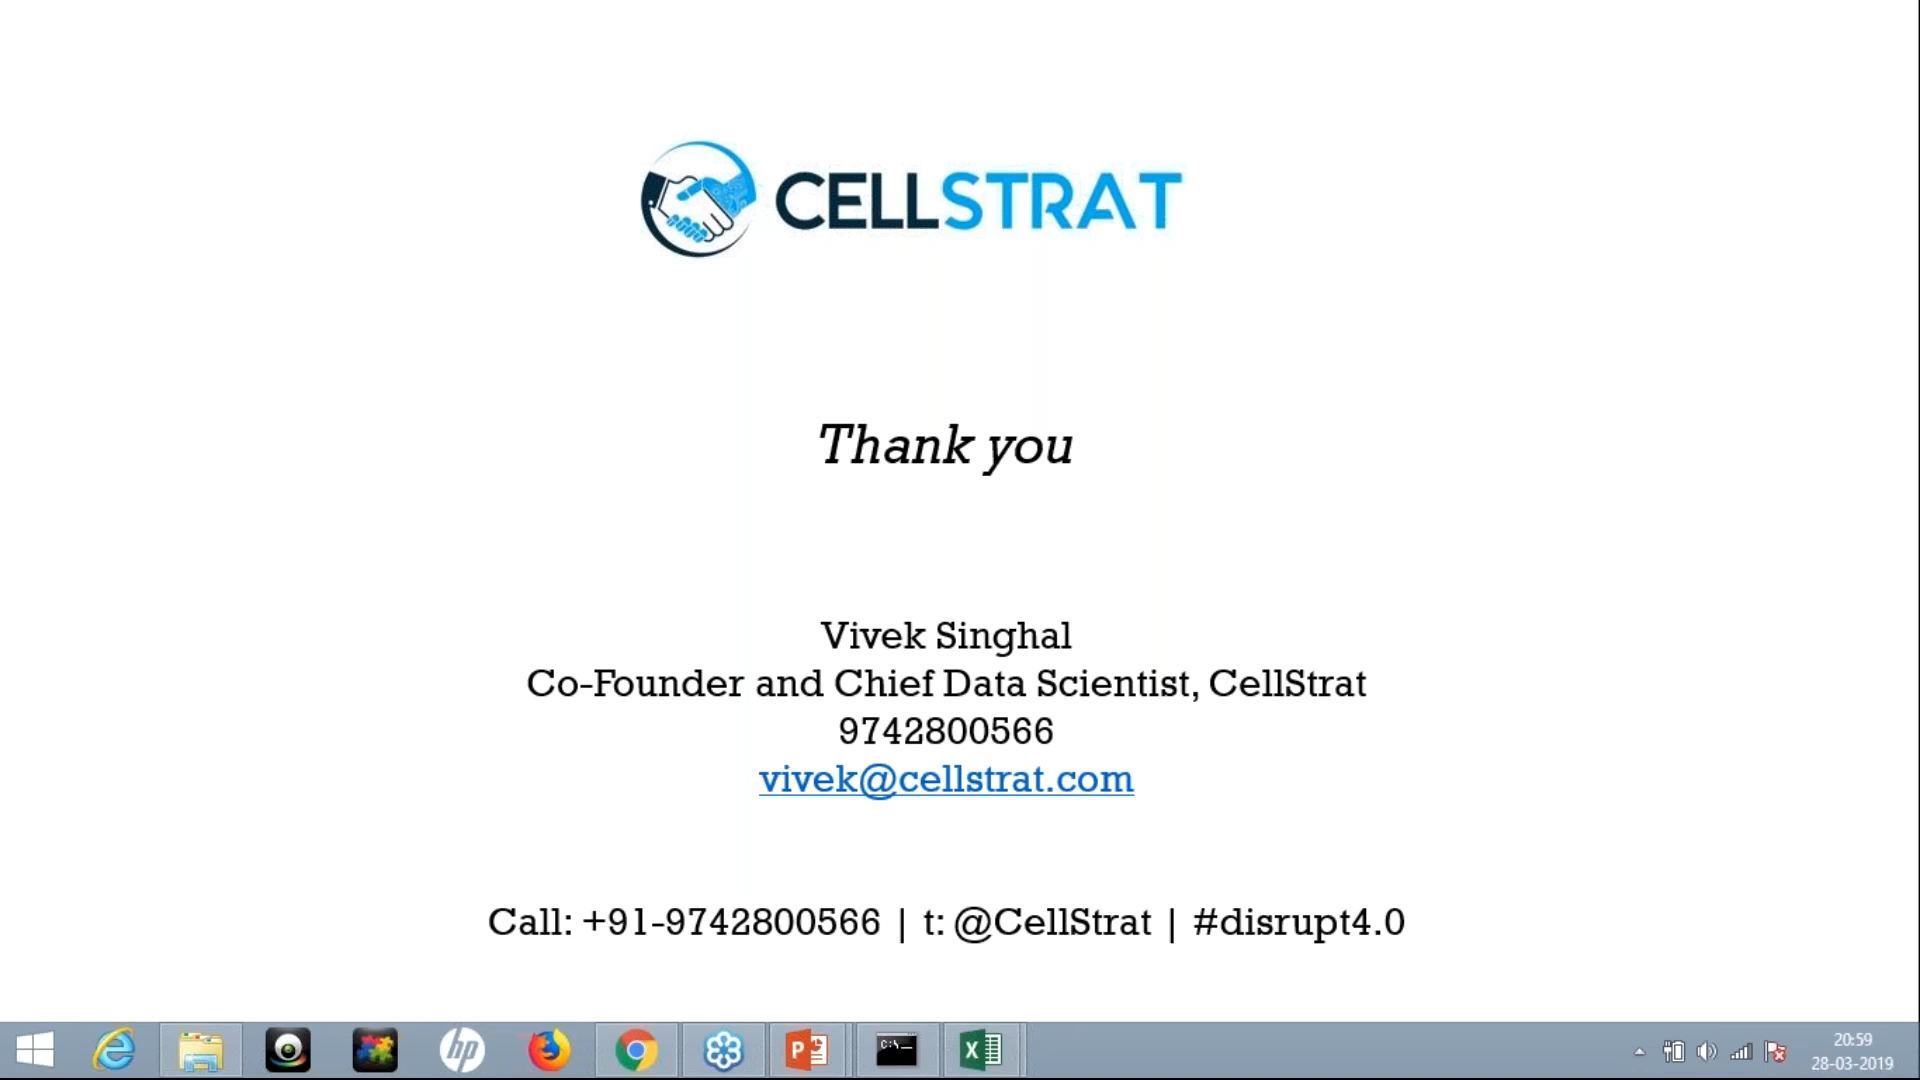 CELLSTRAT
Thank you
Vivek Singhal
Co-Founder and Chief Data Scientist, CellStrat
9742800566
vivek@cellstrat.com
Call: +91-9742800566 | t: @CellStrat | #disrupt4.0
hp
P
C:\_
X
20:59
28-03-2019